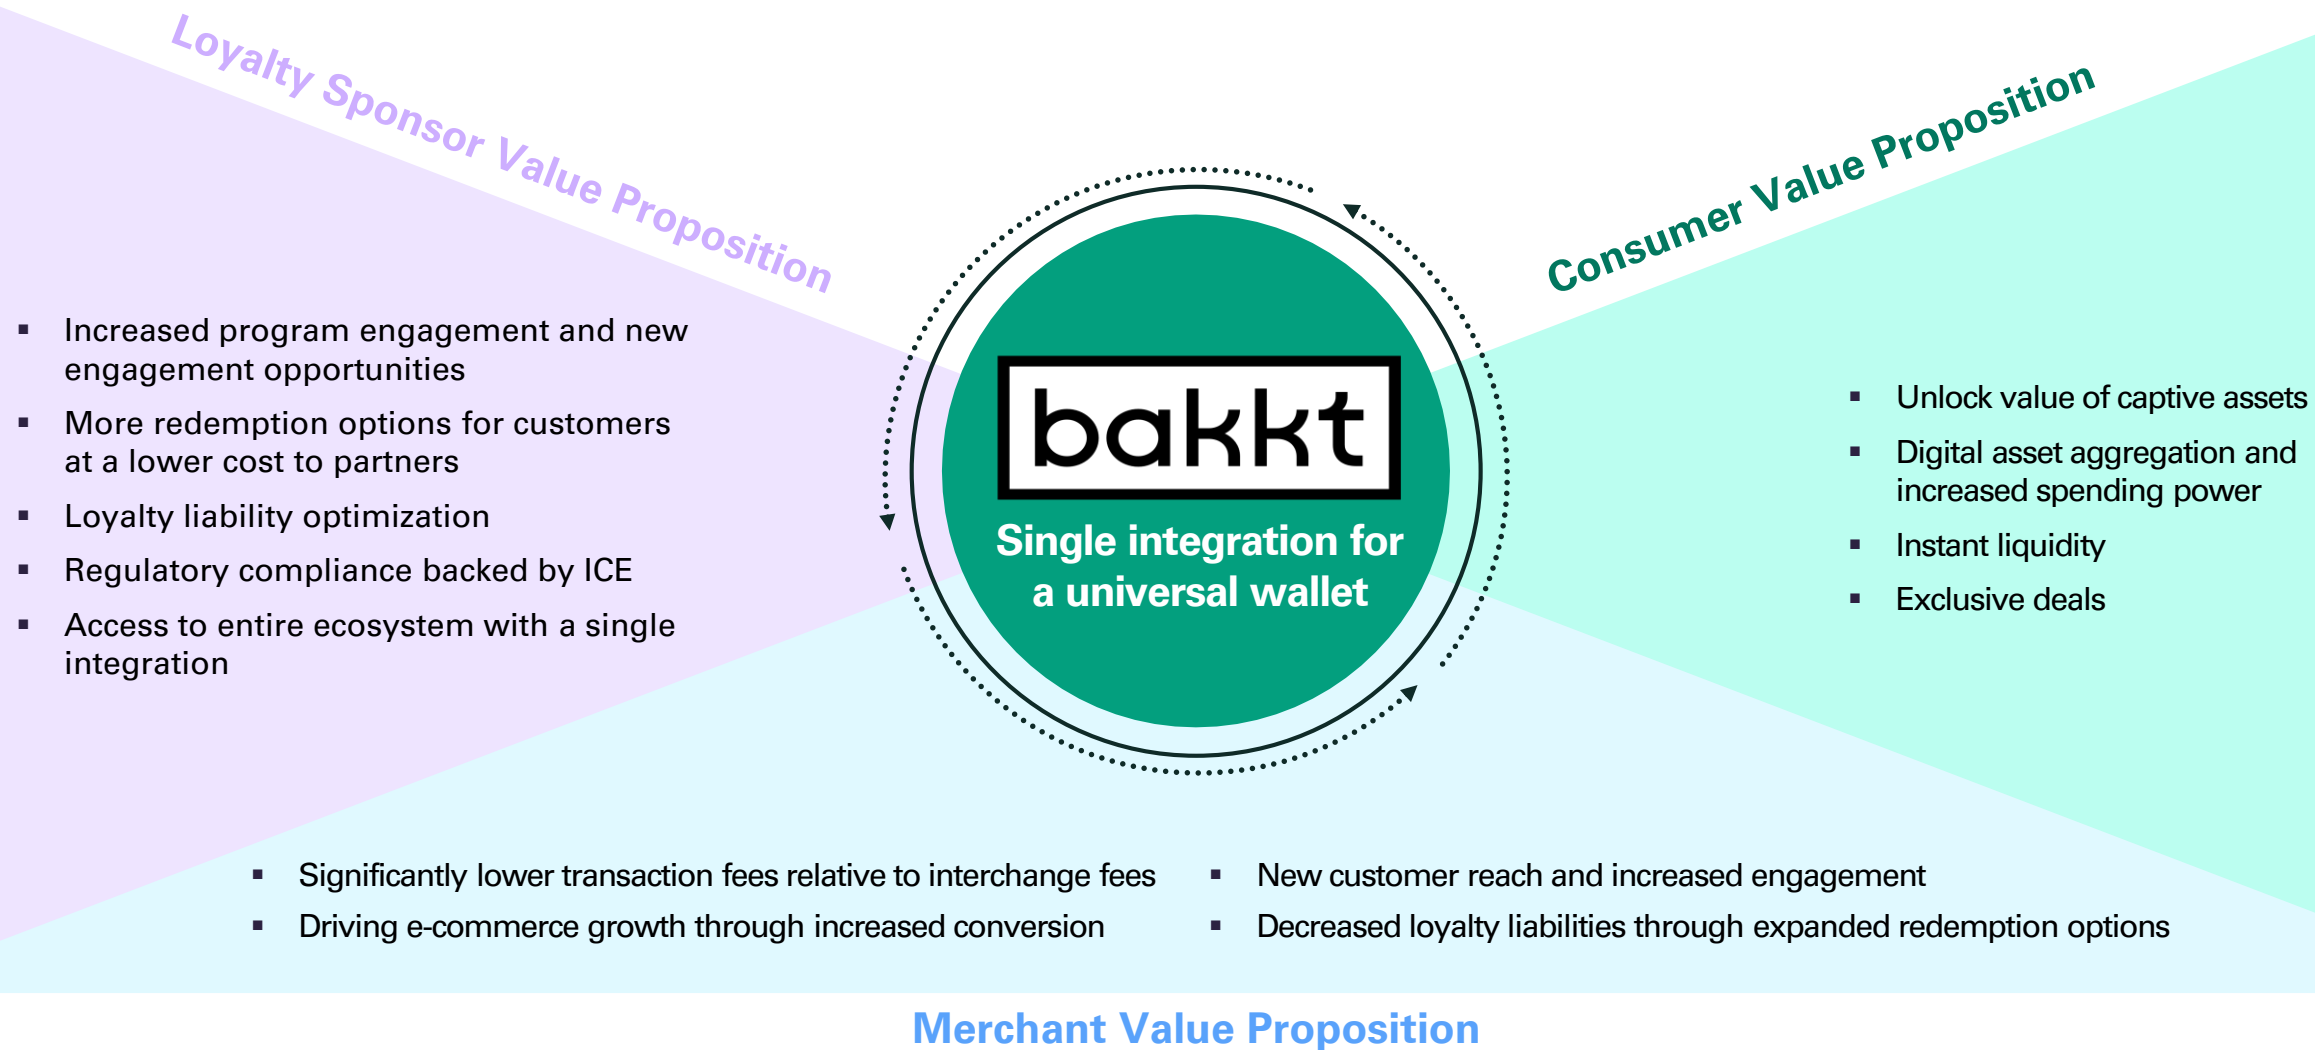 Loyalty Sponsor Value Proposition
▪ Increased program engagement and new
engagement opportunities
▪ More redemption options for customers
at a lower cost to partners
▪ Loyalty liability optimization
▪ Regulatory compliance backed by ICE
▪ Access to entire ecosystem with a single
integration
bakkt
Single integration for
a universal wallet
Consumer Value Proposition
▪ Unlock value of captive assets
▪ Digital asset aggregation and
increased spending power
▪ Instant liquidity
▪ Exclusive deals
▪ Significantly lower transaction fees relative to interchange fees
▪ Driving e-commerce growth through increased conversion
▪ New customer reach and increased engagement
▪ Decreased loyalty liabilities through expanded redemption options
Merchant Value Proposition